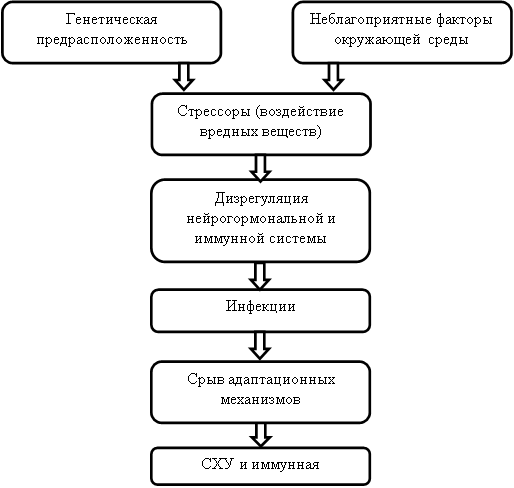 Генетическая
предрасположенность
Неблагоприятные факторы
окружающей среды
Стрессоры (воздействие
вредных веществ)
Дизрегуляция
нейрогормональной и
иммунной системы
Инфекции
Срыв адаптационных
механизмов
СХУ и иммунная